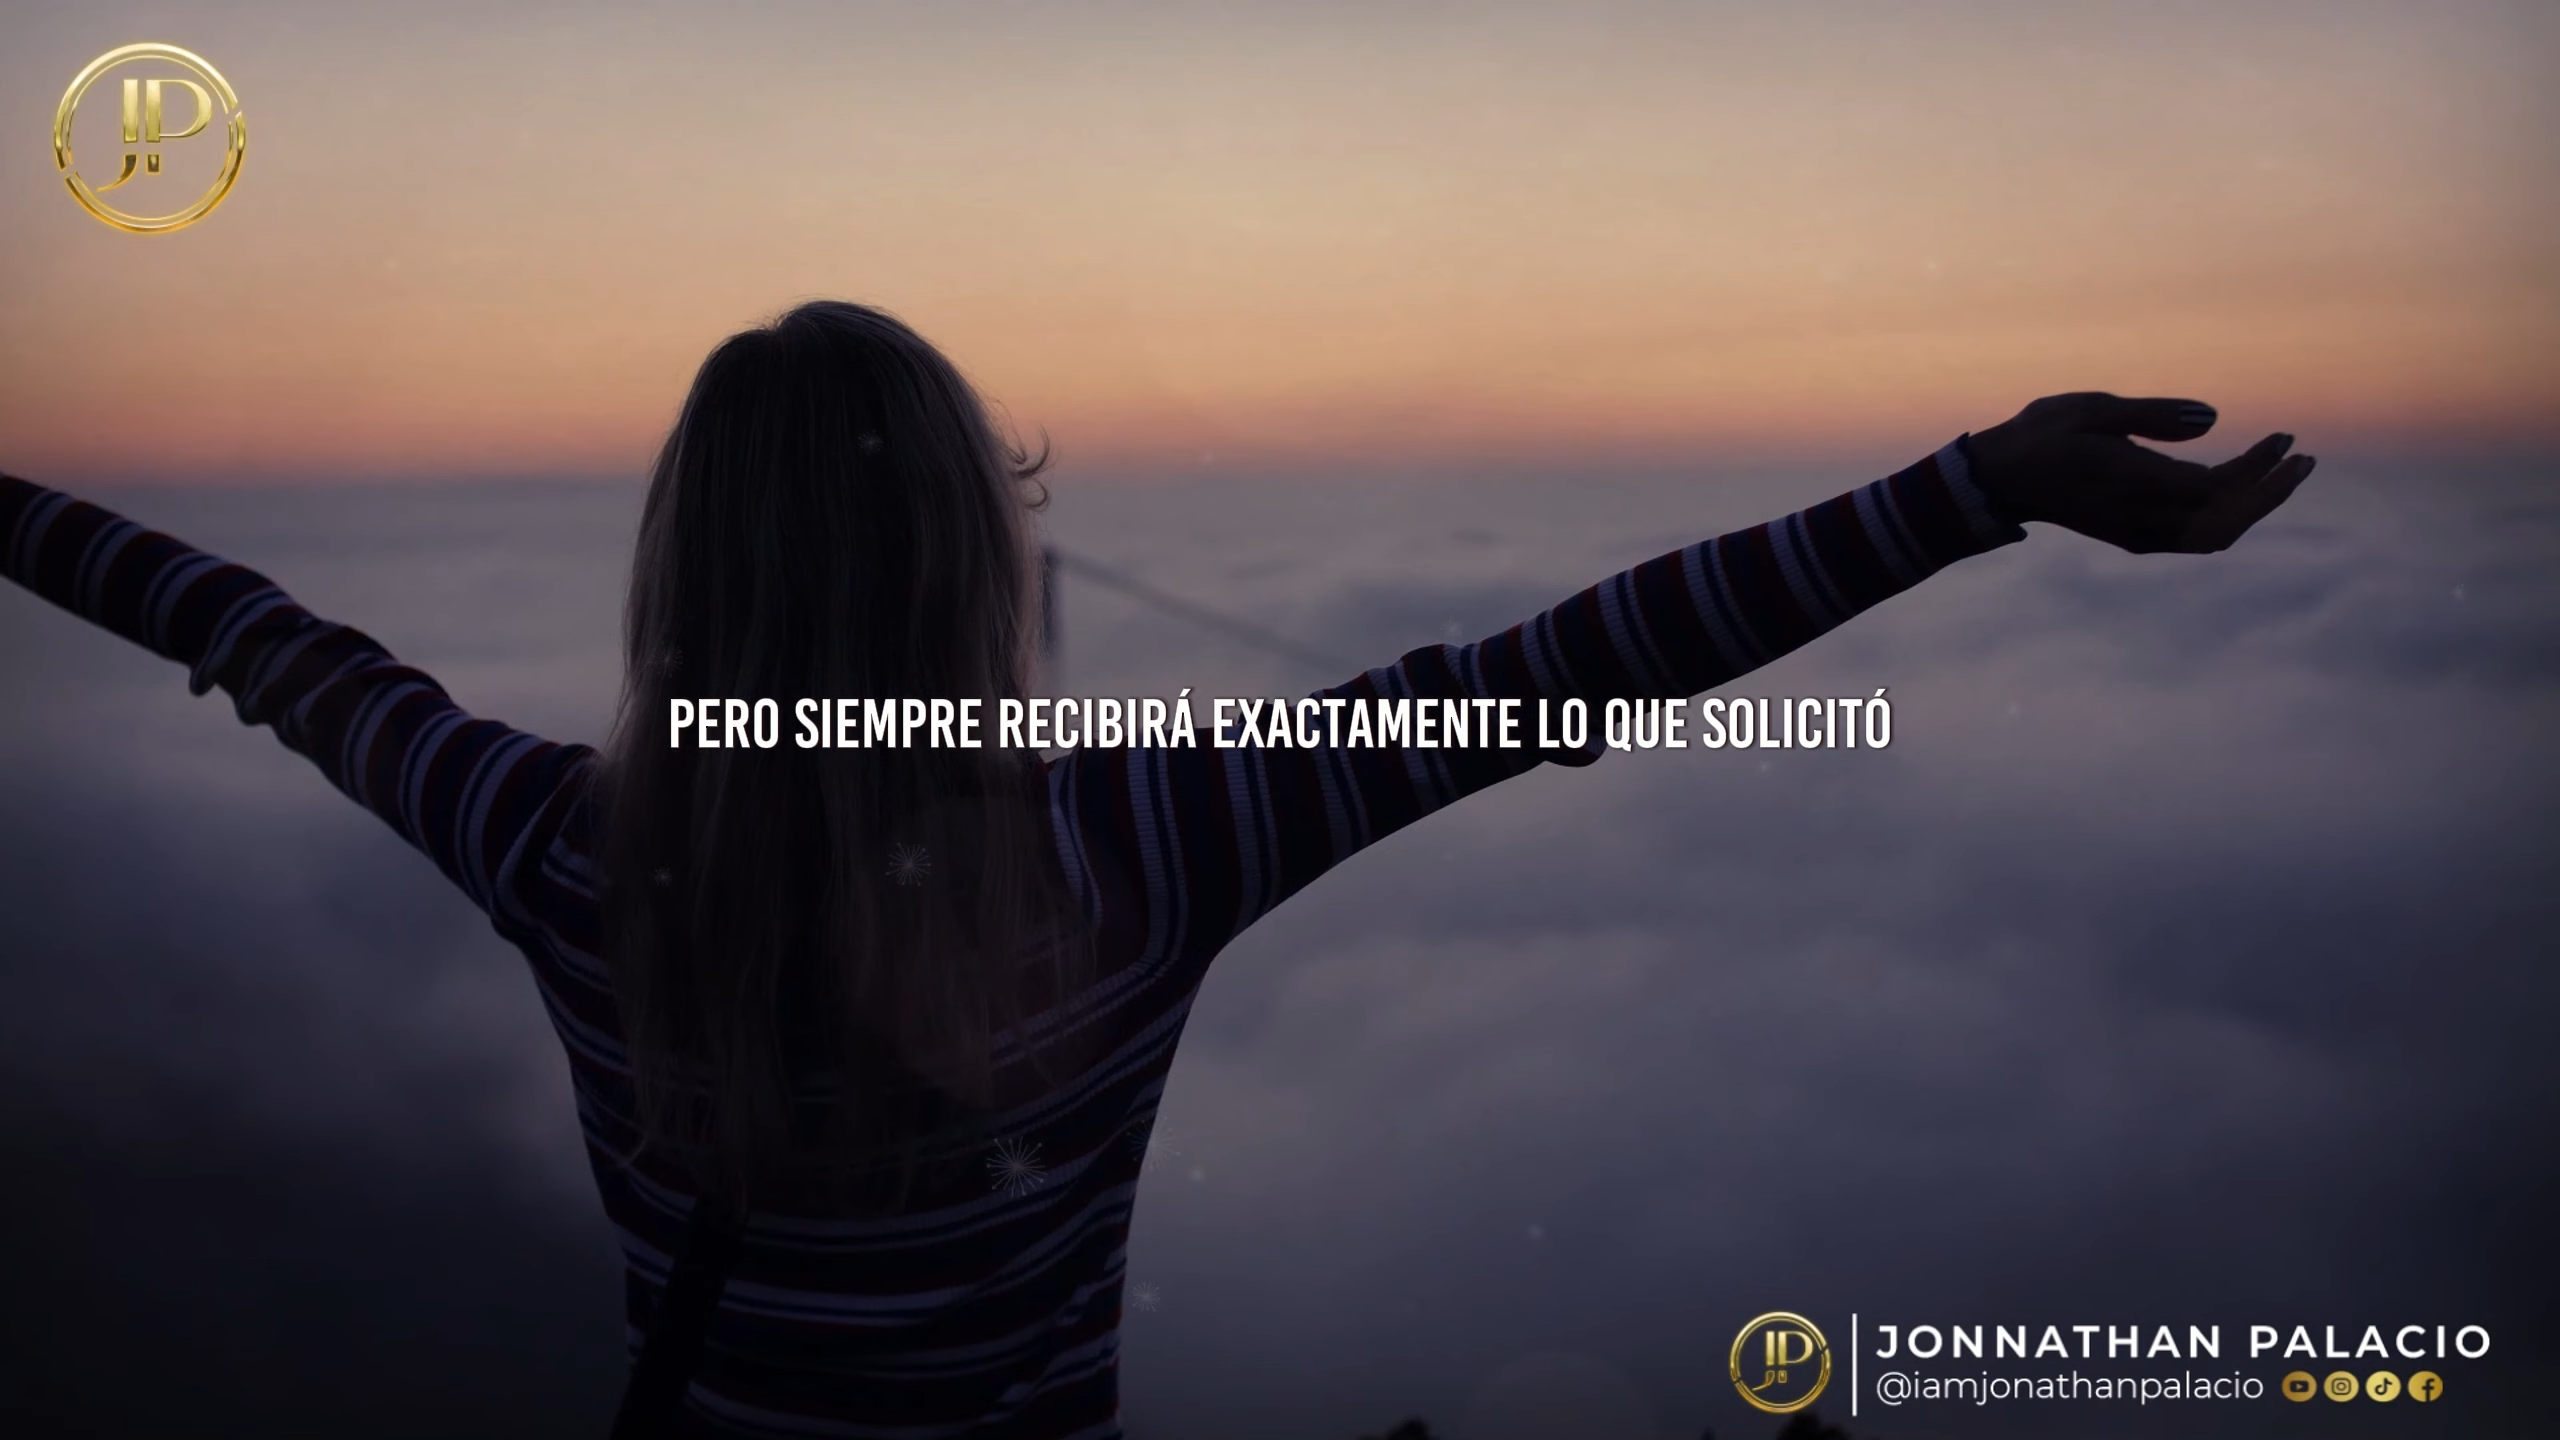 JP
PERO SIEMPRE RECIBIRÁ EXACTAMENTE LO QUE SOLICITÓ
JP
JONNATHAN PALACIO
@iamjonathanpalacio